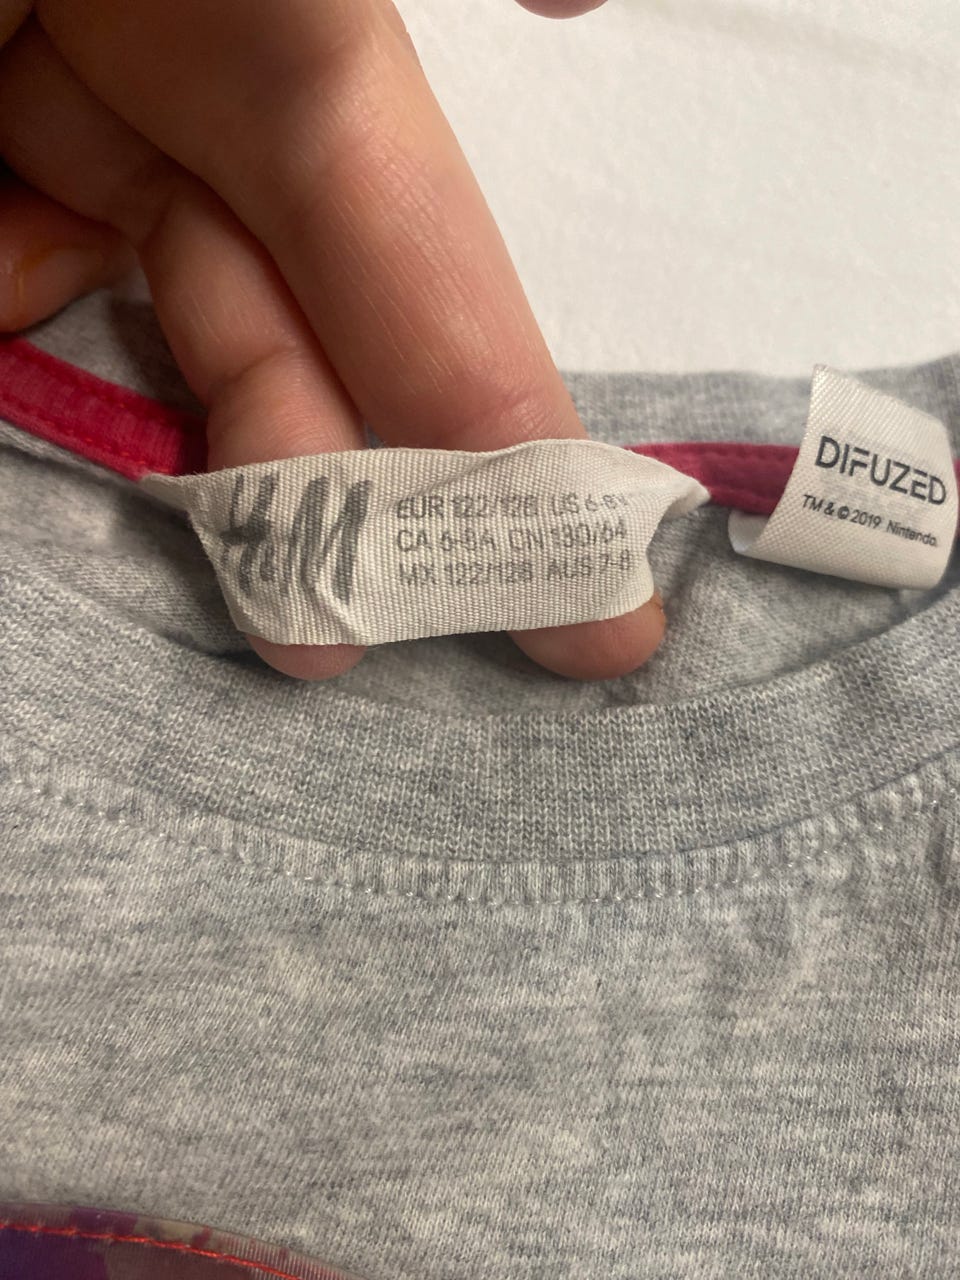 H&M
EUR 122/128 US 6-8Y
CA 6-8A CN 130/64
MX 122/128 AUS 7-8
DIFUZED
TM & © 2019 Nintendo.